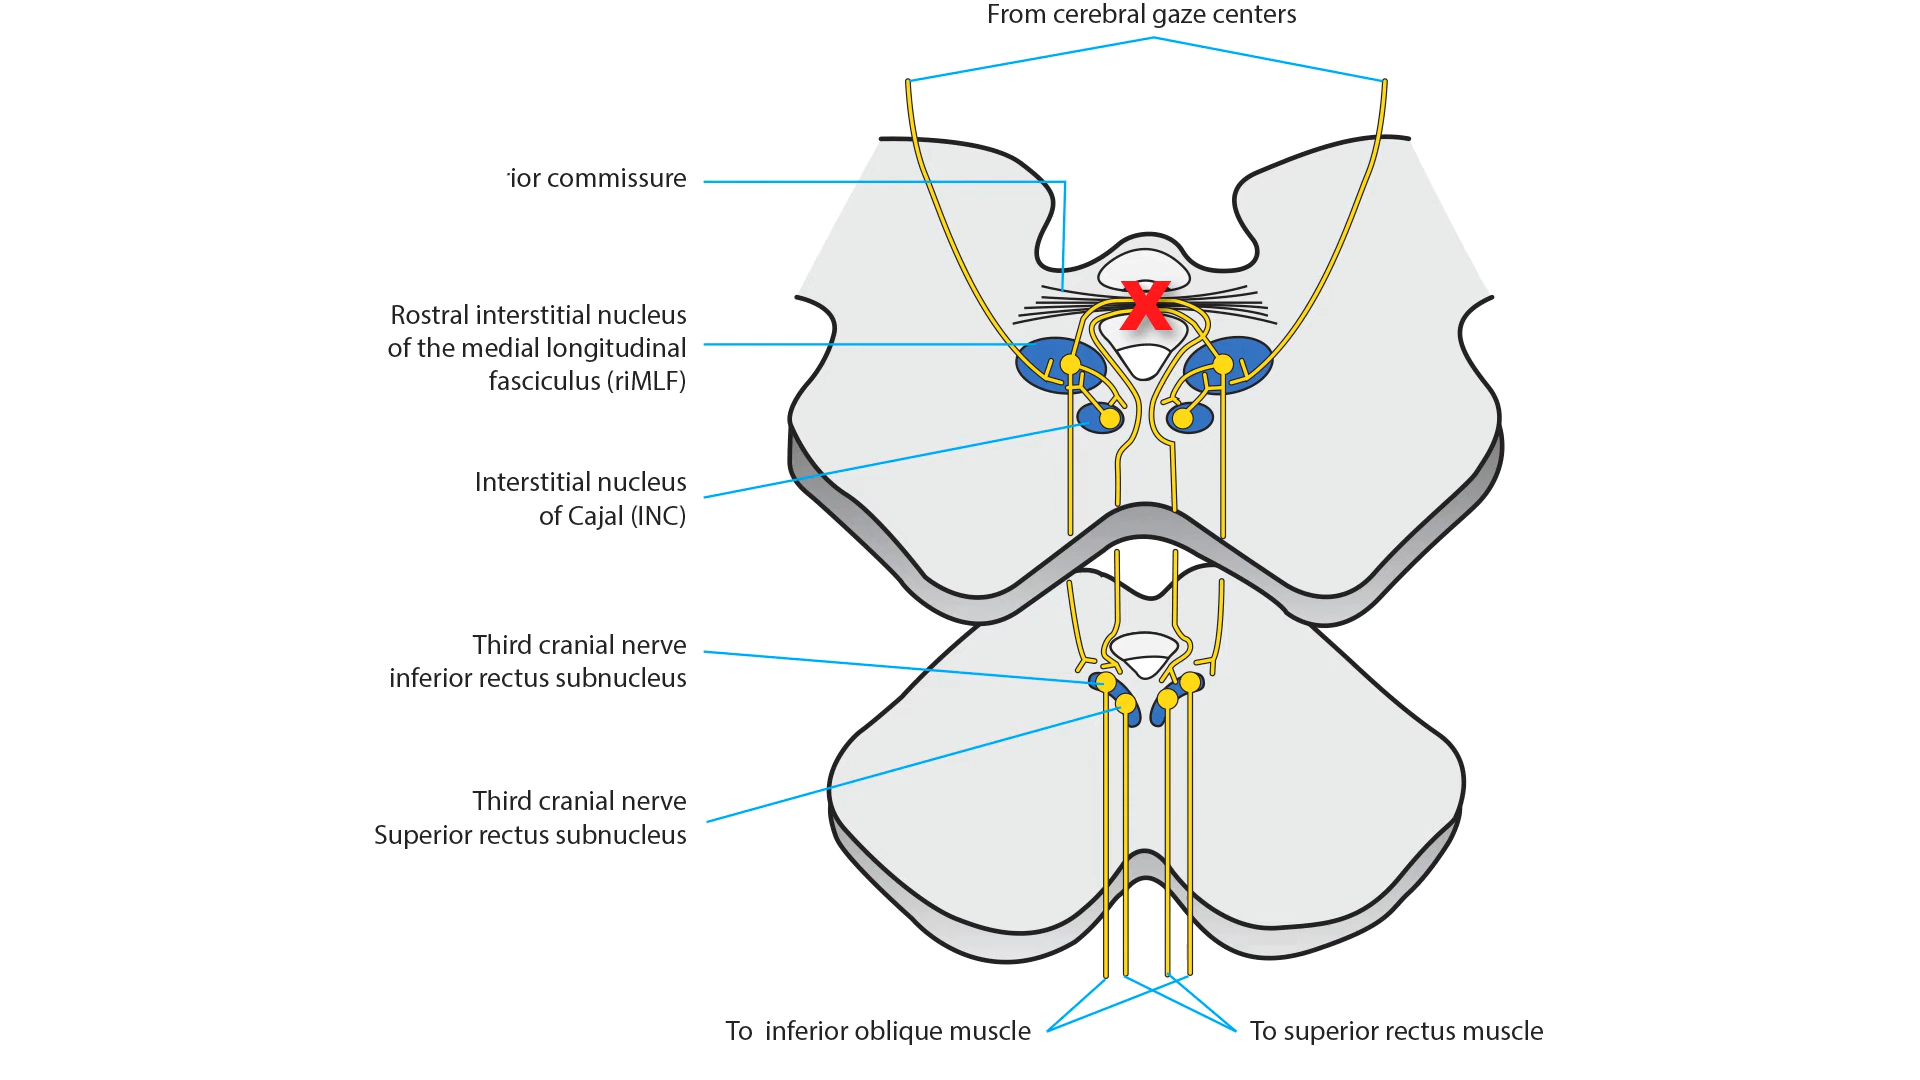 From cerebral gaze centers
ior commissure
Rostral interstitial nucleus
of the medial longitudinal
fasciculus (riMLF)
Interstitial nucleus
of Cajal (INC)
Third cranial nerve
inferior rectus subnucleus
Third cranial nerve
Superior rectus subnucleus
To inferior oblique muscle
To superior rectus muscle
X